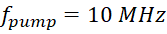 f_pump = 10 MHz